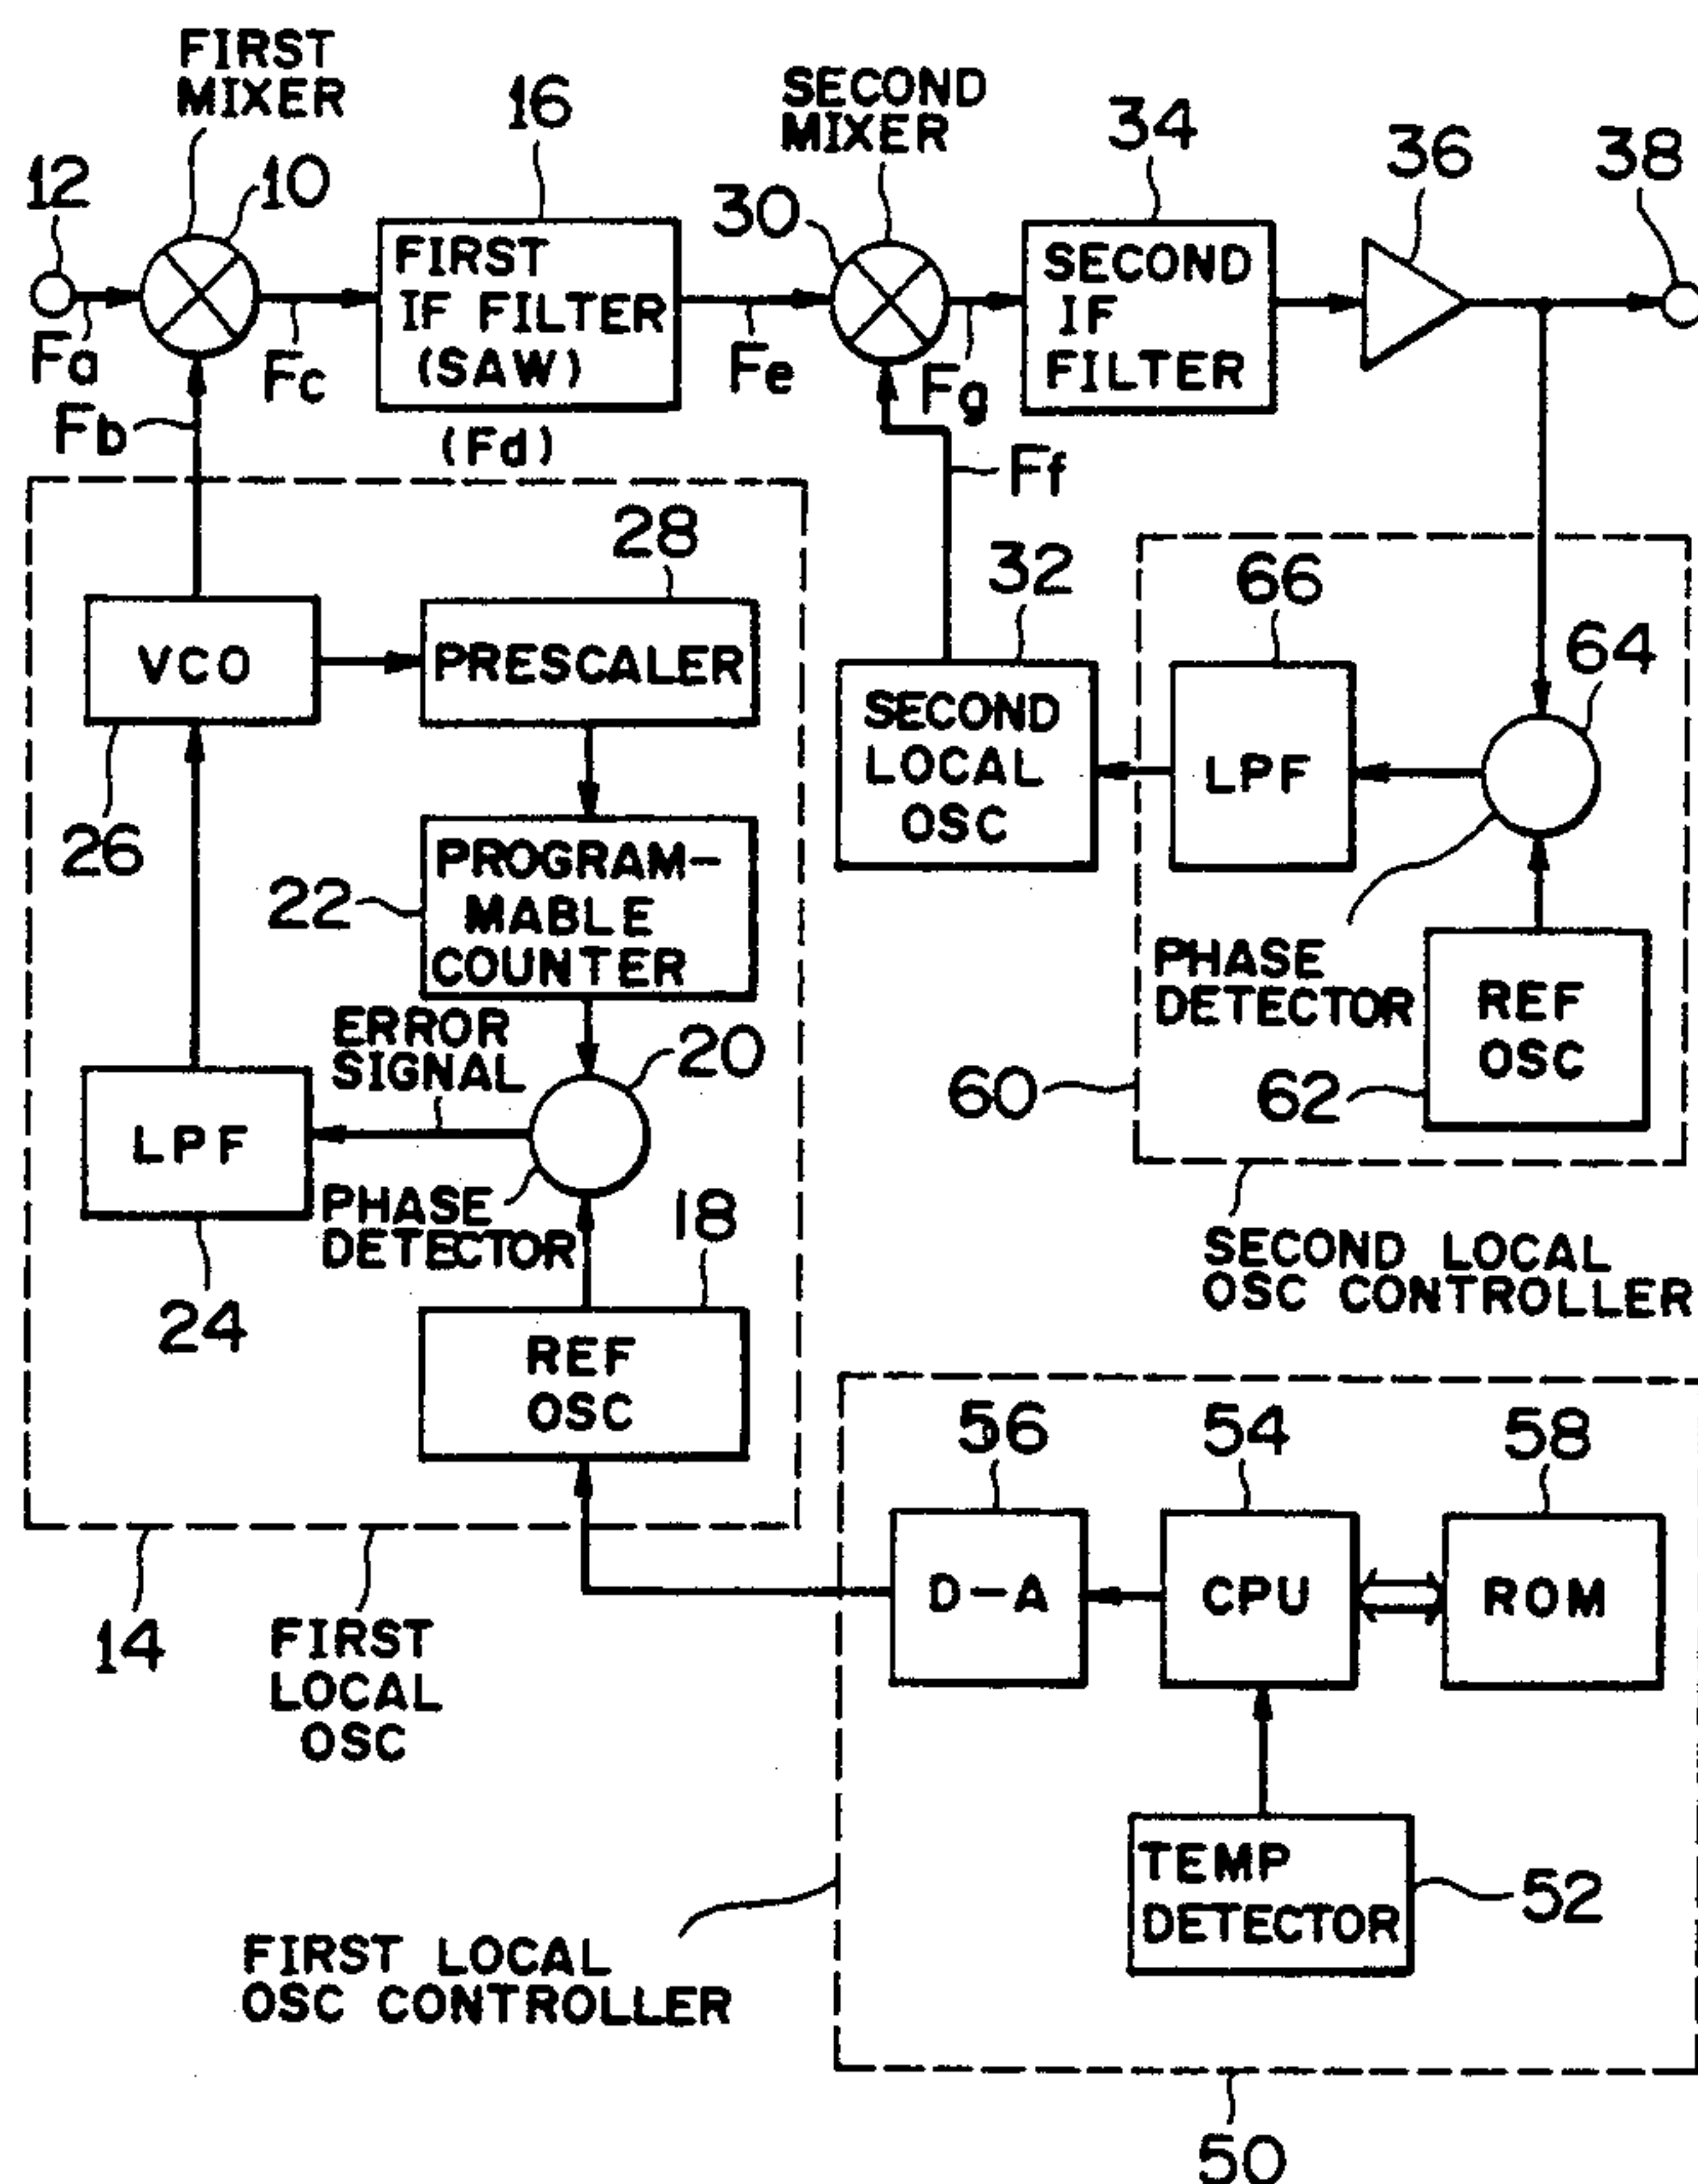 FIRST
MIXER
16
SECOND
MIXER
34
36
38
12
10
30
FIRST
IF FILTER
(SAW)
SECOND
IF
FILTER
Fa
Fc
Fe
Fg
Fb
(Fd)
Ff
28
32
66
64
VCO
PRESCALER
SECOND
LOCAL
OSC
LPF
26
22
PROGRAM-
MABLE
COUNTER
PHASE
DETECTOR
REF
OSC
ERROR
SIGNAL
20
60
62
LPF
PHASE
DETECTOR
18
24
SECOND LOCAL
OSC CONTROLLER
REF
OSC
56
54
58
D-A
CPU
ROM
14
FIRST
LOCAL
OSC
TEMP
DETECTOR
52
FIRST LOCAL
OSC CONTROLLER
50